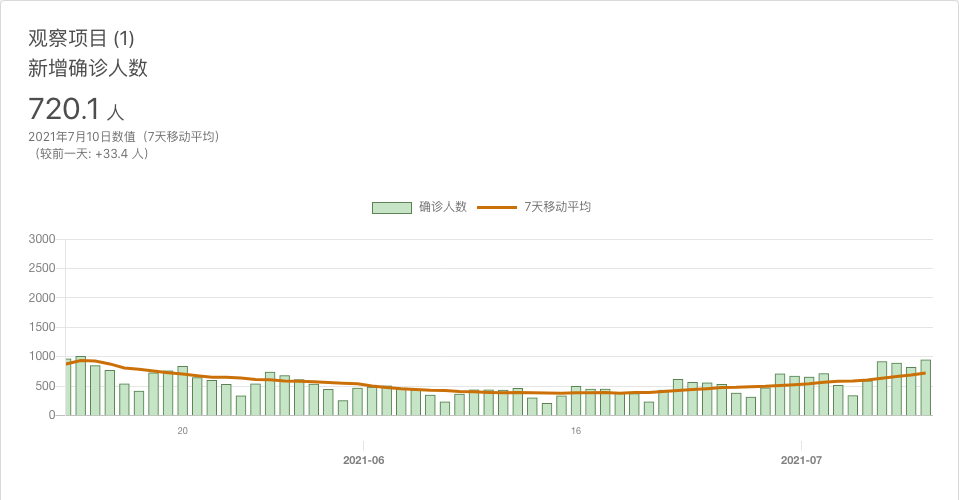 观察项目 (1)
新增确诊人数
720.1 人
2021年7月10日数值（7天移动平均）
（较前一天: +33.4 人）
确诊人数 7天移动平均
3000
2500
2000
1500
1000
500
0
20 16
2021-06 2021-07